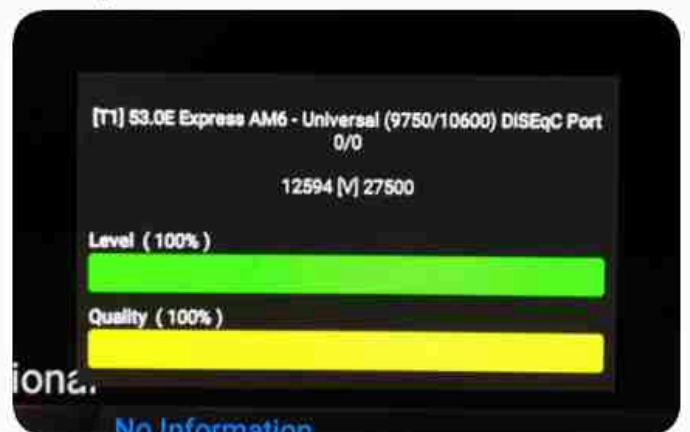 [T1] 53.0E Express AM6 - Universal (9750/10600) DISEqC Port
0/0
12594 [V] 27500
Level ( 100% )
Quality ( 100% )
No Information